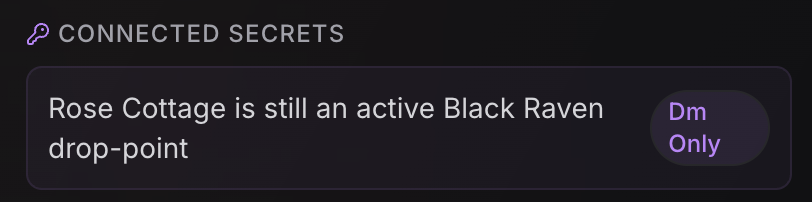 CONNECTED SECRETS
Rose Cottage is still an active Black Raven
drop-point
Dm
Only